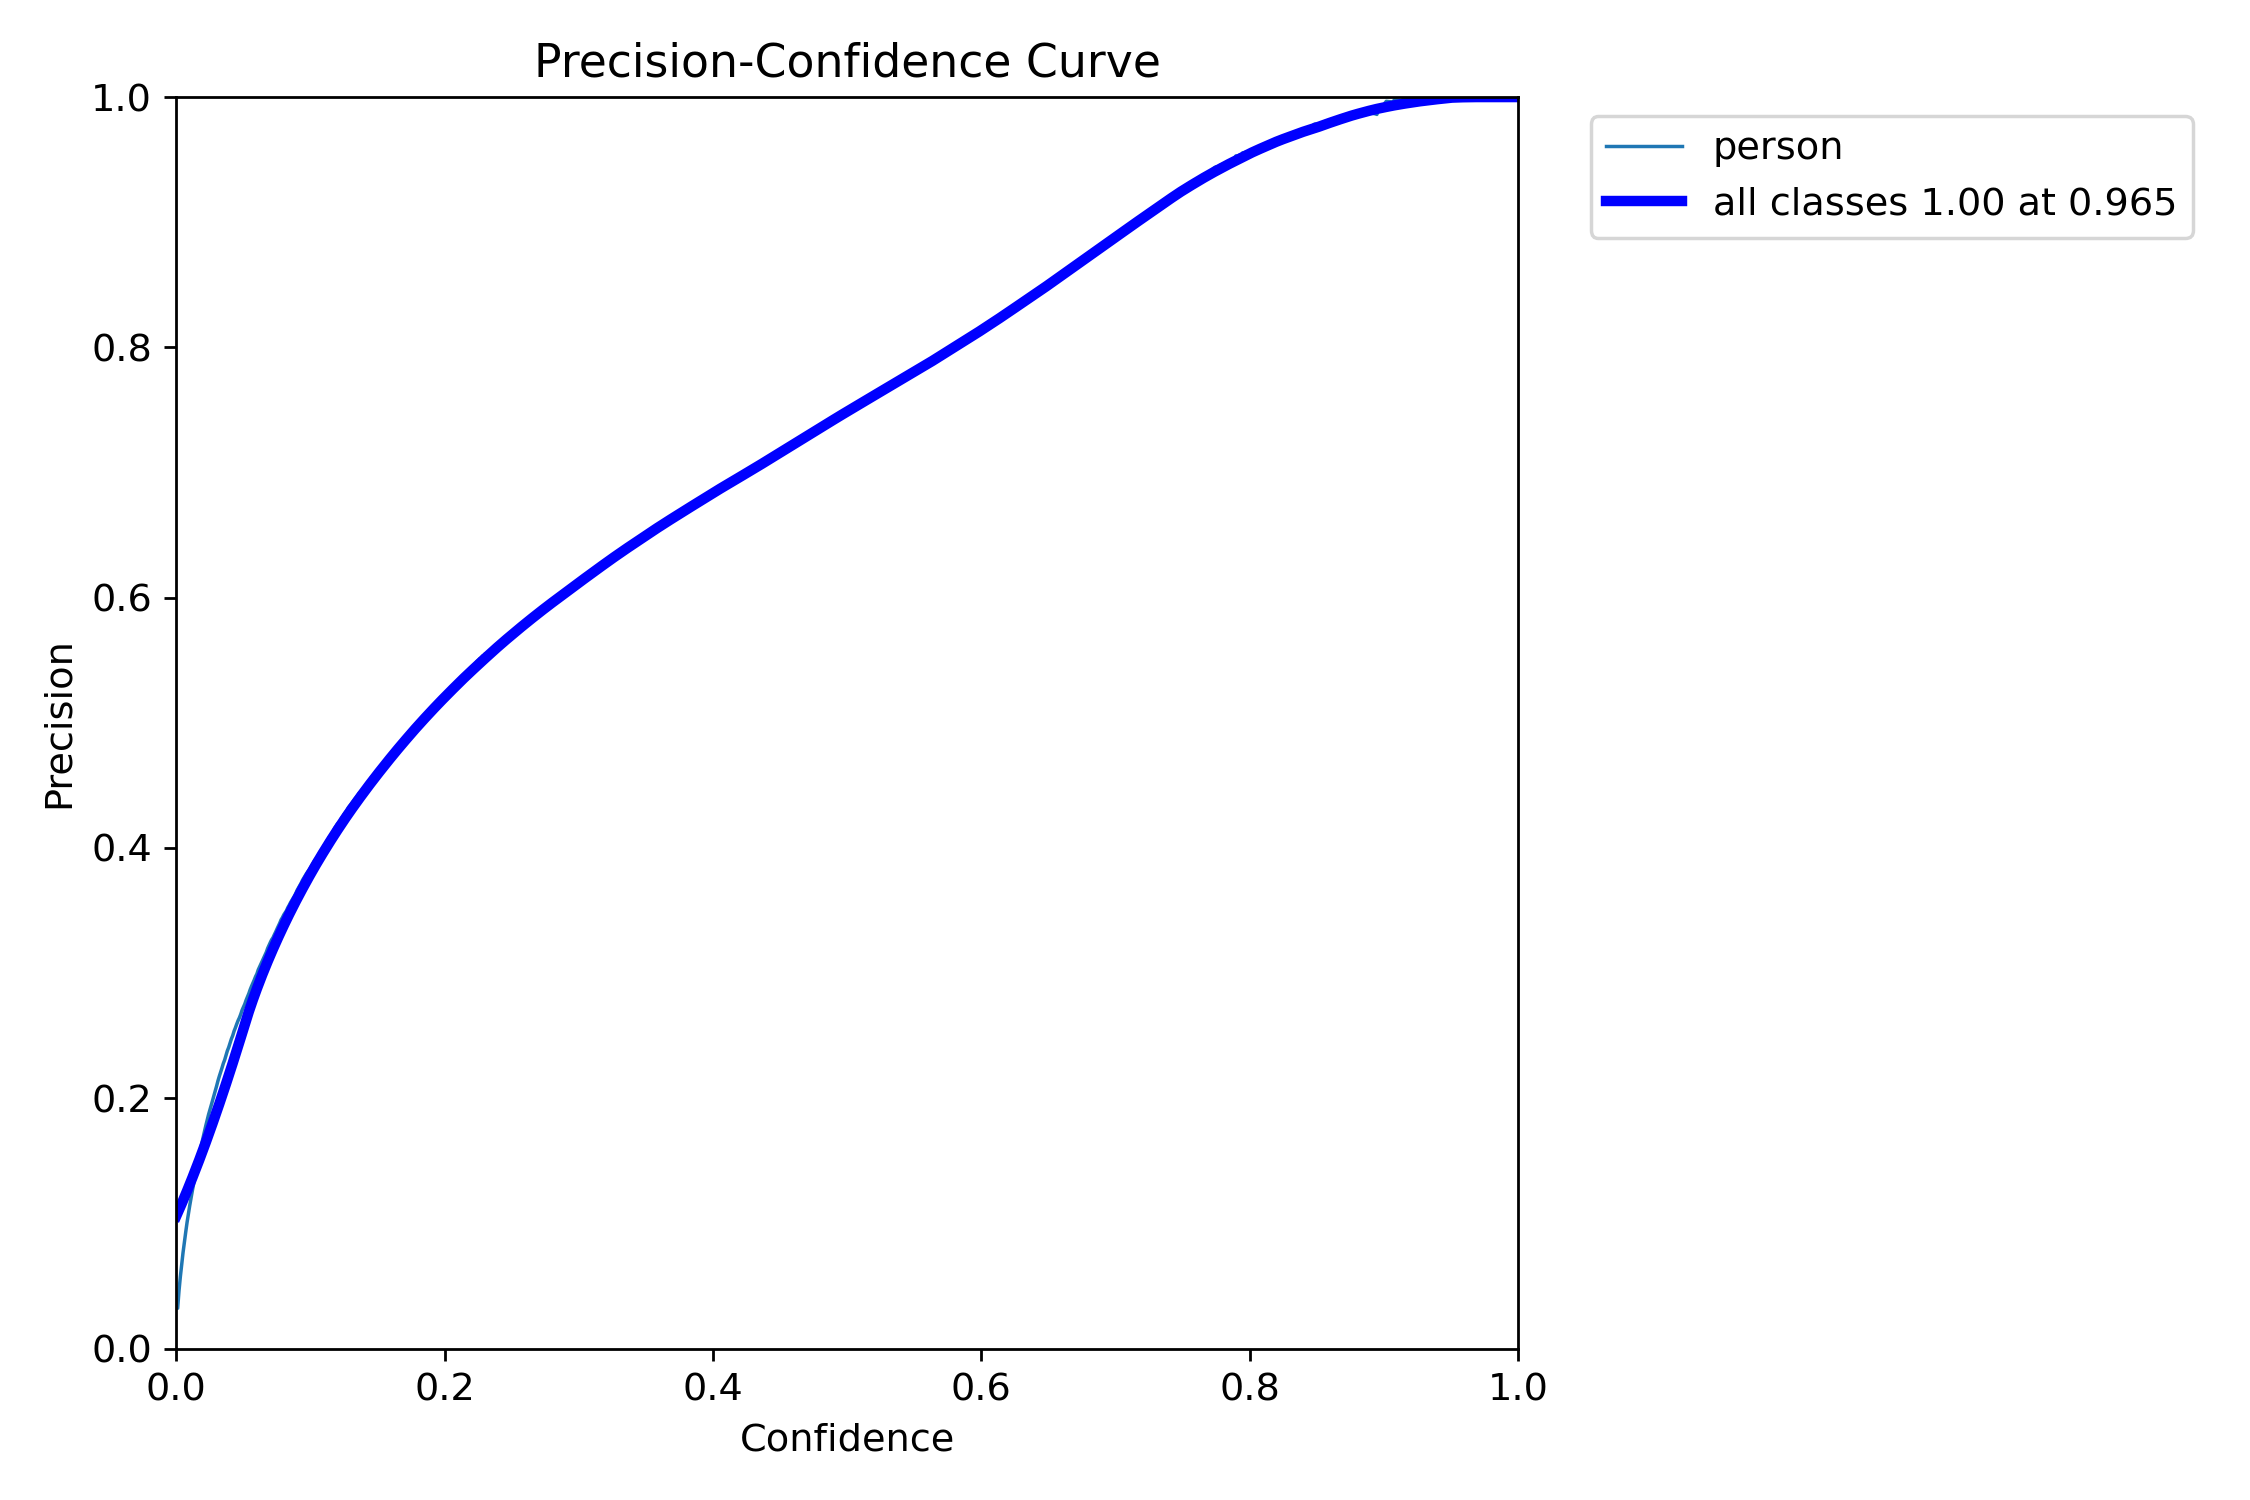 Precision-Confidence Curve
1.0
0.8
0.6
0.4
0.2
0.0
Precision
0.0 0.2 0.4 0.6 0.8 1.0
Confidence
person
all classes 1.00 at 0.965